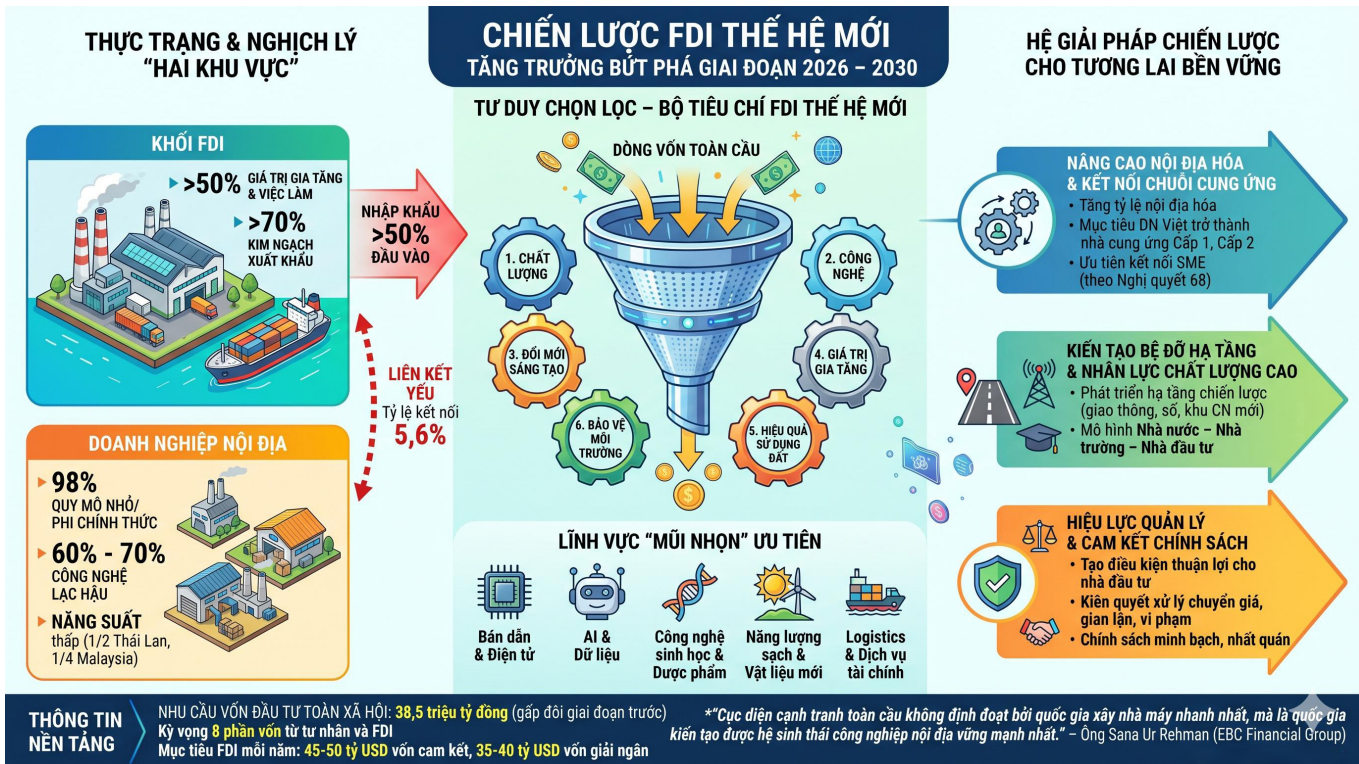 CHIẾN LƯỢC FDI THẾ HỆ MỚI
TĂNG TRƯỞNG BỨT PHÁ GIAI ĐOẠN 2026 – 2030
THỰC TRẠNG & NGHỊCH LÝ
“HAI KHU VỰC”
KHỐI FDI
>50% GIÁ TRỊ GIA TĂNG
& VIỆC LÀM
>70%
KIM NGẠCH
XUẤT KHẨU
NHẬP KHẨU
>50%
ĐẦU VÀO
LIÊN KẾT
YẾU
Tỷ lệ kết nối
5,6%
DOANH NGHIỆP NỘI ĐỊA
98%
QUY MÔ NHỎ/
PHI CHÍNH THỨC
60% - 70%
CÔNG NGHỆ
LẠC HẬU
NĂNG SUẤT
thấp (1/2 Thái Lan,
1/4 Malaysia)
TƯ DUY CHỌN LỌC – BỘ TIÊU CHÍ FDI THẾ HỆ MỚI
DÒNG VỐN TOÀN CẦU
1. CHẤT
LƯỢNG
2. CÔNG
NGHỆ
3. ĐỔI MỚI
SÁNG TẠO
4. GIÁ TRỊ
GIA TĂNG
6. BẢO VỆ
MÔI
TRƯỜNG
5. HIỆU QUẢ
SỬ DỤNG
ĐẤT
LĨNH VỰC “MŨI NHỌN” ƯU TIÊN
Bán dẫn
& Điện tử
AI &
Dữ liệu
Công nghệ
sinh học &
Dược phẩm
Năng lượng
sạch &
Vật liệu mới
Logistics
& Dịch vụ
tài chính
HỆ GIẢI PHÁP CHIẾN LƯỢC
CHO TƯƠNG LAI BỀN VỮNG
NÂNG CAO NỘI ĐỊA HÓA
& KẾT NỐI CHUỖI CUNG ỨNG
• Tăng tỷ lệ nội địa hóa
• Mục tiêu DN Việt trở thành
nhà cung ứng Cấp 1, Cấp 2
• Ưu tiên kết nối SME
(theo Nghị quyết 68)
KIẾN TẠO BỆ ĐỠ HẠ TẦNG
& NHÂN LỰC CHẤT LƯỢNG CAO
• Phát triển hạ tầng chiến lược
(giao thông, số, khu CN mới)
• Mô hình Nhà nước – Nhà
trường – Nhà đầu tư
HIỆU LỰC QUẢN LÝ
& CAM KẾT CHÍNH SÁCH
• Tạo điều kiện thuận lợi cho
nhà đầu tư
• Kiên quyết xử lý chuyển giá,
gian lận, vi phạm
• Chính sách minh bạch, nhất quán
THÔNG TIN
NỀN TẢNG
NHU CẦU VỐN ĐẦU TƯ TOÀN XÃ HỘI: 38,5 triệu tỷ đồng (gấp đôi giai đoạn trước)
Kỳ vọng 8 phần vốn từ tư nhân và FDI
Mục tiêu FDI mỗi năm: 45-50 tỷ USD vốn cam kết, 35-40 tỷ USD vốn giải ngân
*“Cục diện cạnh tranh toàn cầu không định đoạt bởi quốc gia xây nhà máy nhanh nhất, mà là quốc gia
kiến tạo được hệ sinh thái công nghiệp nội địa vững mạnh nhất.” – Ông Sana Ur Rehman (EBC Financial Group)